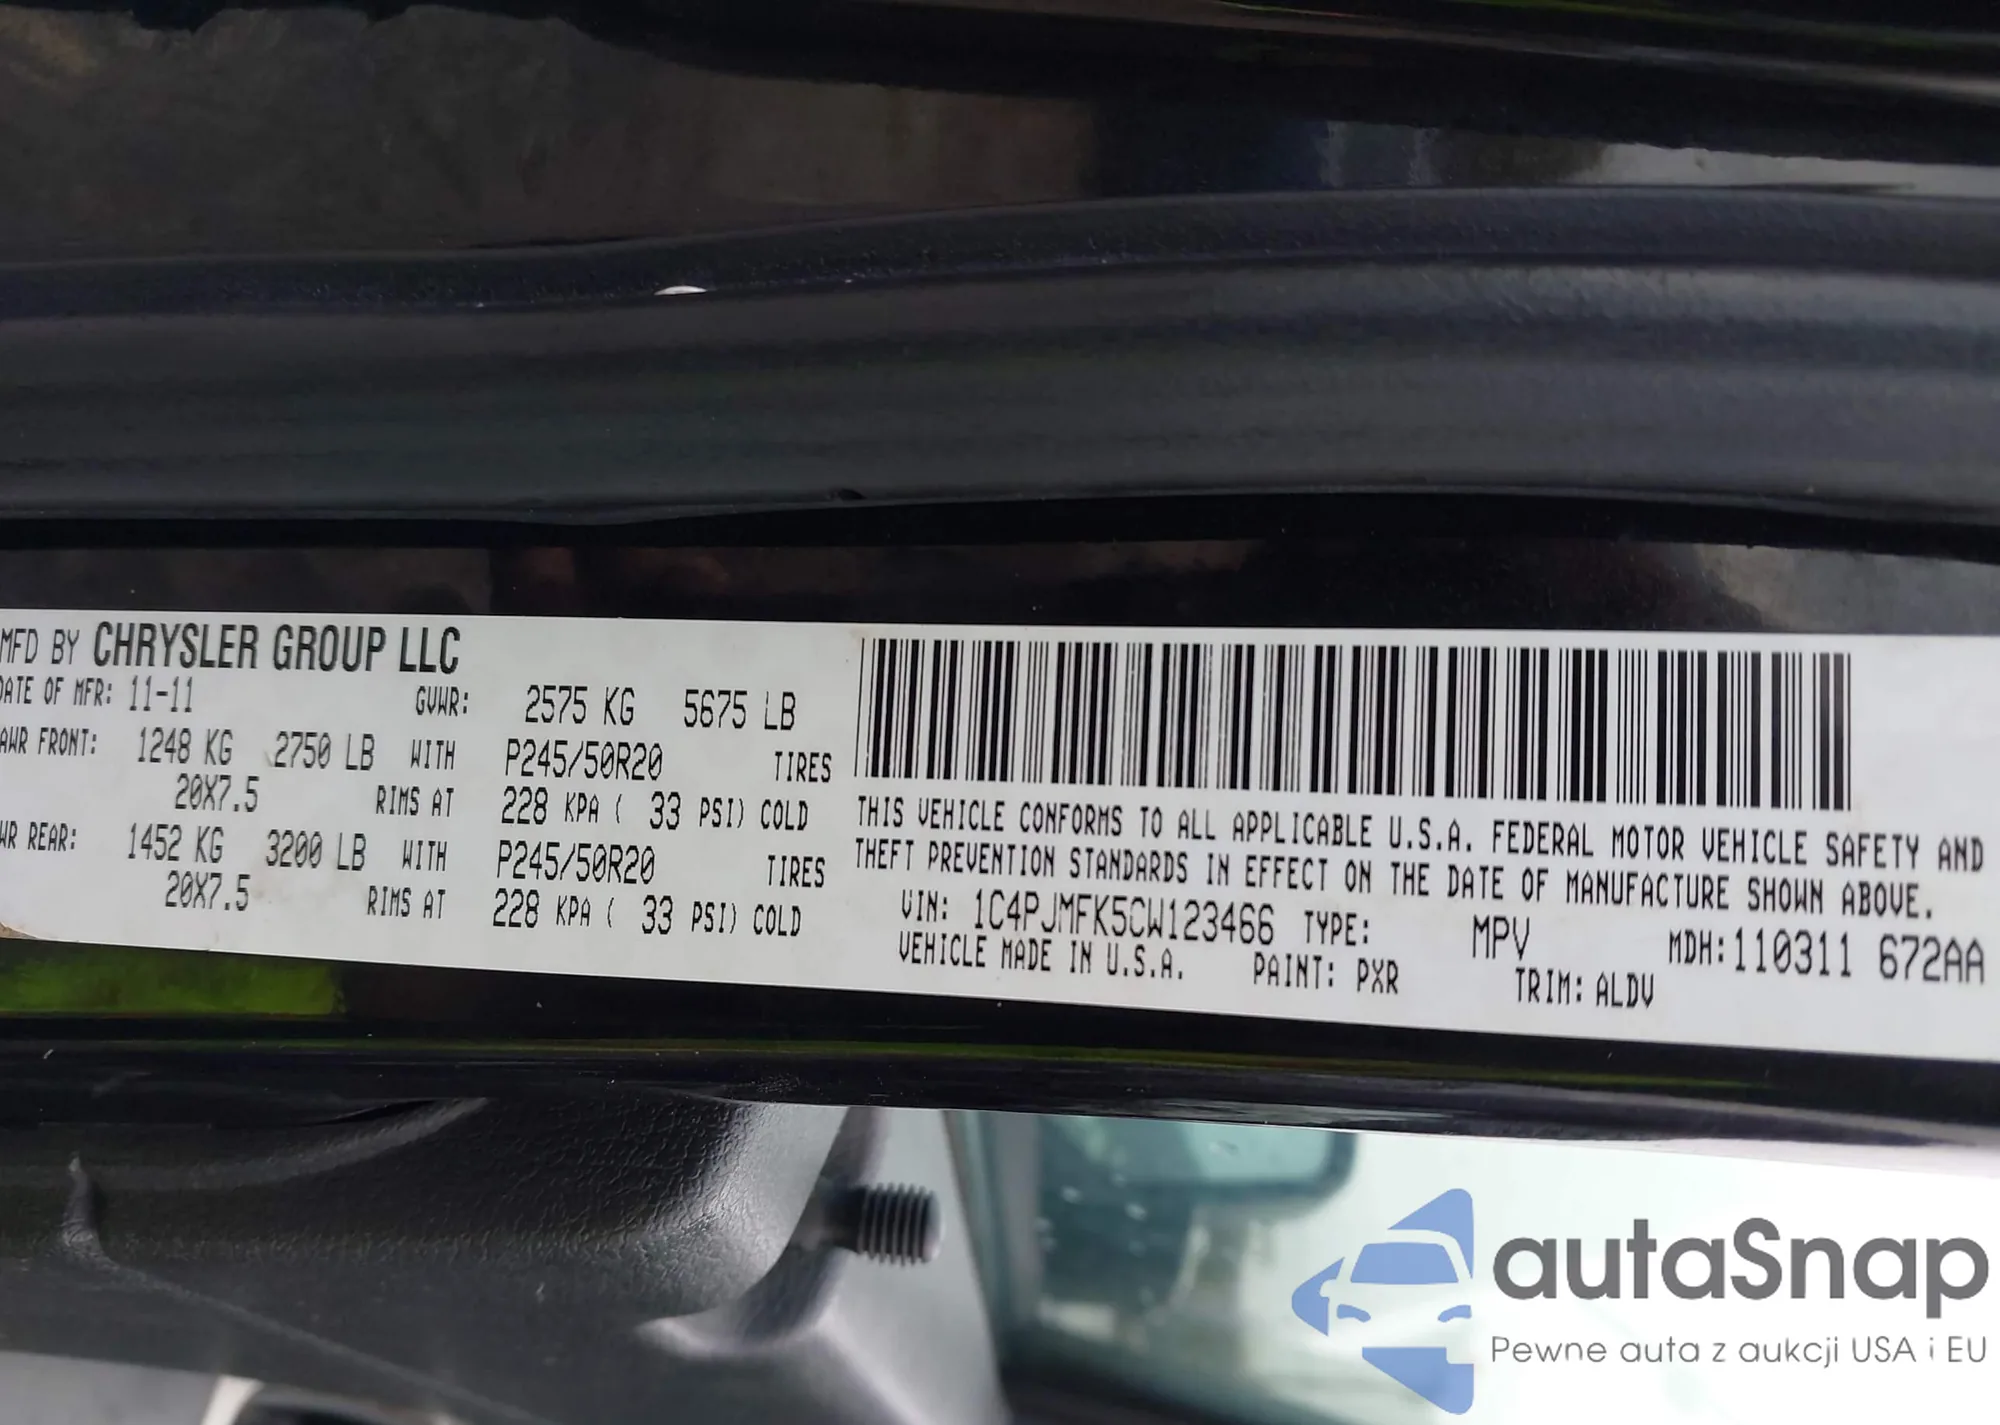 MFD BY CHRYSLER GROUP LLC
DATE OF MFR: 11-11 GVWR: 2575 KG 5675 LB
AWR FRONT: 1248 KG 2750 LB WITH P245/50R20 TIRES
20X7.5 RIMS AT 228 KPA ( 33 PSI) COLD
WR REAR: 1452 KG 3200 LB WITH P245/50R20 TIRES
20X7.5 RIMS AT 228 KPA ( 33 PSI) COLD
THIS VEHICLE CONFORMS TO ALL APPLICABLE U.S.A. FEDERAL MOTOR VEHICLE SAFETY AND
THEFT PREVENTION STANDARDS IN EFFECT ON THE DATE OF MANUFACTURE SHOWN ABOVE.
VIN: 1C4PJMFK5CW123466 TYPE: MPV MDH:110311 672AA
VEHICLE MADE IN U.S.A. PAINT: PXR TRIM: ALDV
autaSnap
Pewne auta z aukcji USA i EU